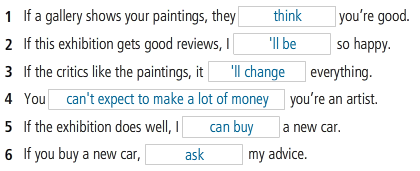 1 If a gallery shows your paintings, they think you're good.
2 If this exhibition gets good reviews, I 'll be so happy.
3 If the critics like the paintings, it 'll change everything.
4 You can't expect to make a lot of money you're an artist.
5 If the exhibition does well, I can buy a new car.
6 If you buy a new car, ask my advice.